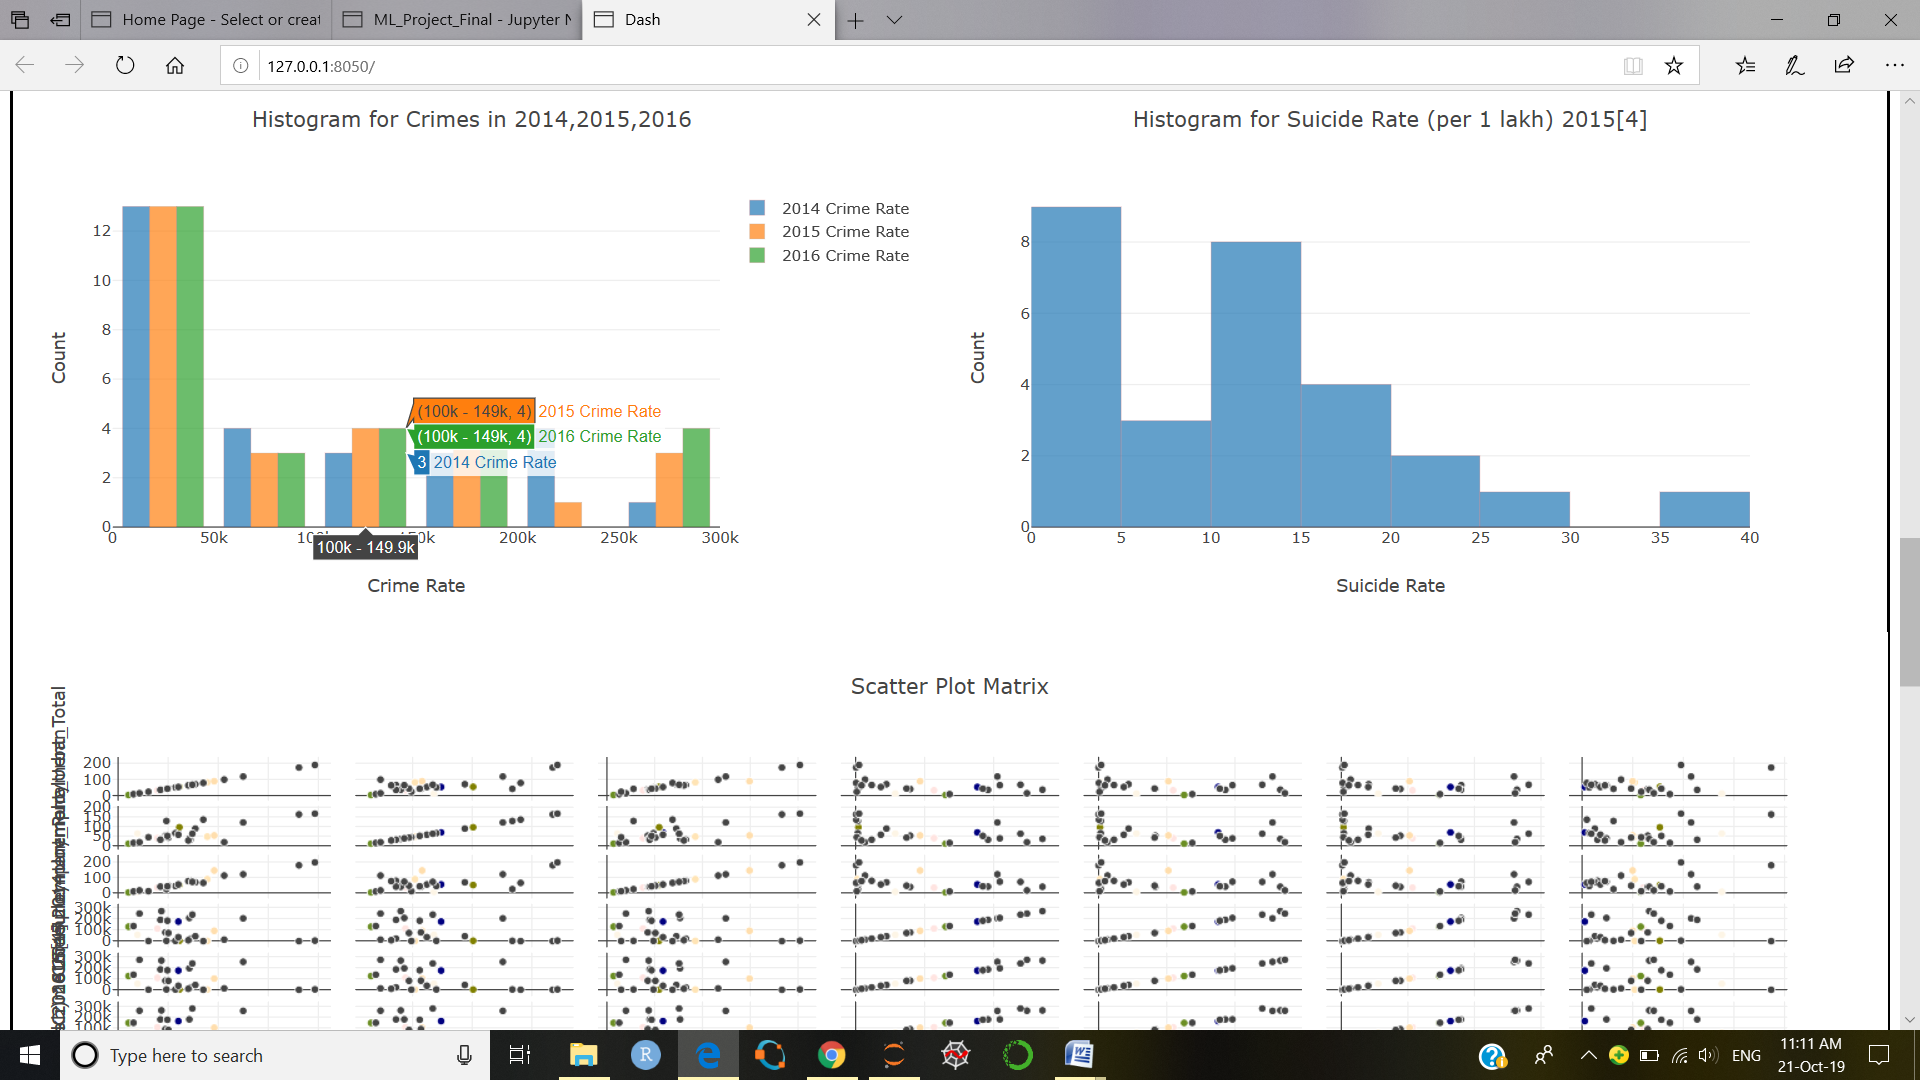 Home Page - Select or creat
ML_Project_Final - Jupyter N
Dash
127.0.0.1:8050/
Histogram for Crimes in 2014,2015,2016
Histogram for Suicide Rate (per 1 lakh) 2015[4]
2014 Crime Rate
2015 Crime Rate
2016 Crime Rate
Count
12
10
8
6
4
2
0
(100k - 149k, 4) 2015 Crime Rate
(100k - 149k, 4) 2016 Crime Rate
3 2014 Crime Rate
0
50k
200k
250k
300k
100k - 149.9k
Crime Rate
Count
8
6
4
2
0
0
5
10
15
20
25
30
35
40
Suicide Rate
Scatter Plot Matrix
200
100
0
200
150
100
50
0
200
100
0
300k
200k
100k
0
300k
200k
100k
0
300k
200k
100k
Type here to search
ENG
11:11 AM
21-Oct-19